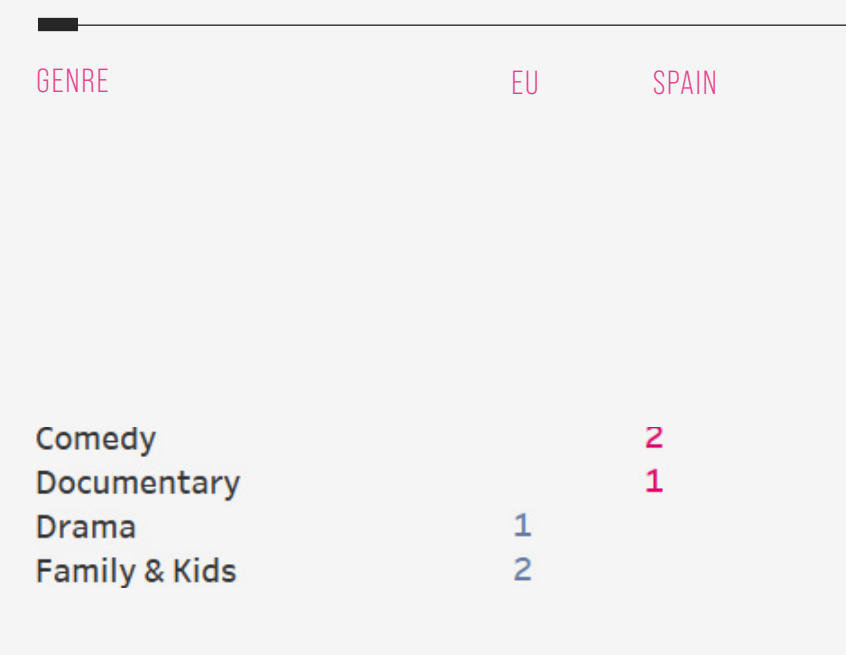 GENRE EU SPAIN
Comedy 2
Documentary 1
Drama 1
Family & Kids 2